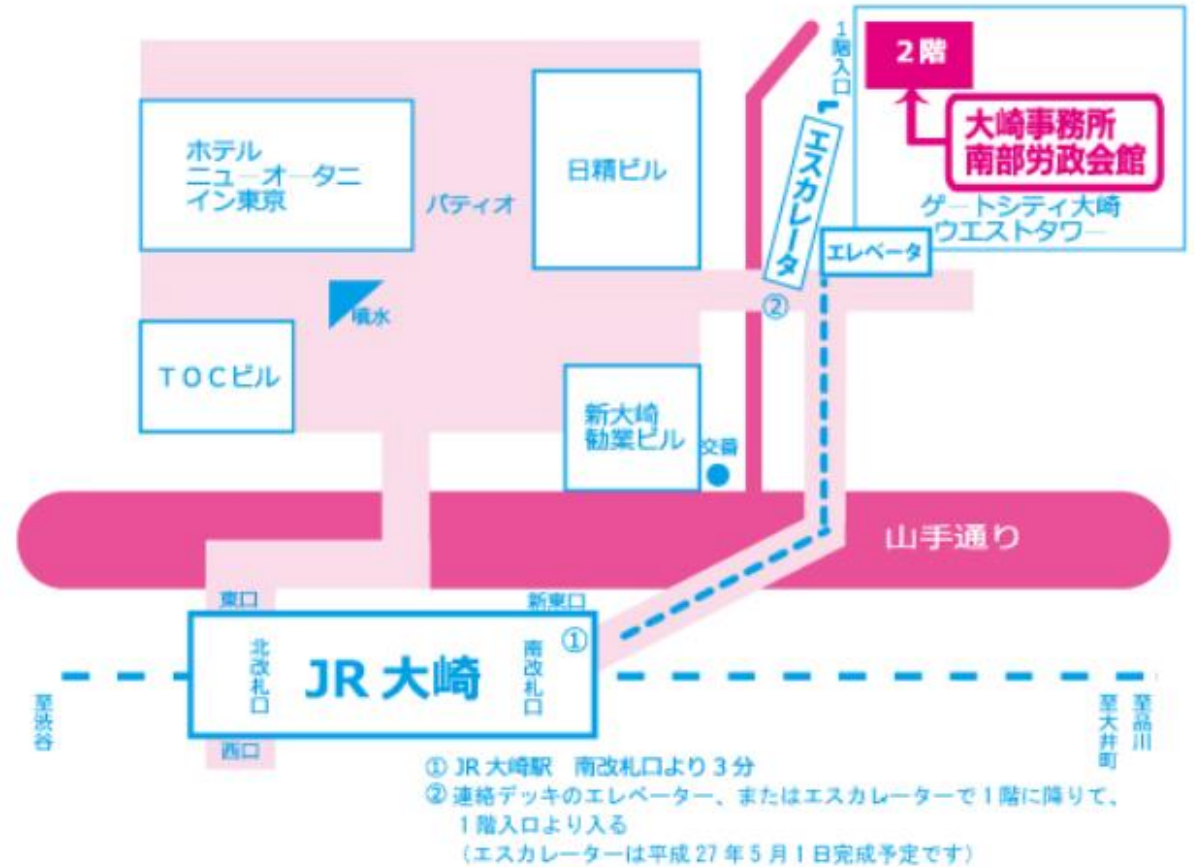 1階入口
2階
大崎事務所
南部労政会館
ゲートシティ大崎
ウエストタワー
エスカレータ
エレベータ
②
ホテル
ニューオータニ
イン東京
パティオ
日精ビル
噴水
TOCビル
新大崎
勧業ビル
交番
山手通り
東口
新東口
①
北改札口
JR 大崎
南改札口
西口
至渋谷
至大井町
至品川
① JR 大崎駅 南改札口より3分
② 連絡デッキのエレベーター、またはエスカレーターで1階に降りて、
1階入口より入る
(エスカレーターは平成27年5月1日完成予定です)